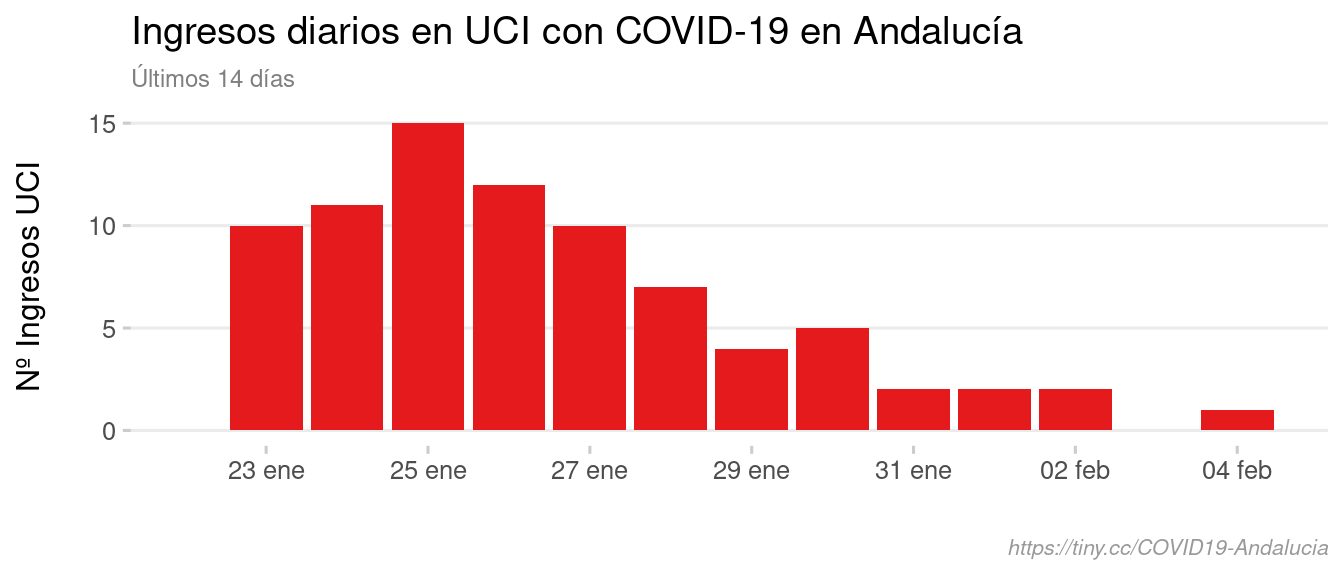 Ingresos diarios en UCI con COVID-19 en Andalucía
Últimos 14 días
Nº Ingresos UCI
15
10
5
0
23 ene 25 ene 27 ene 29 ene 31 ene 02 feb 04 feb
https://tiny.cc/COVID19-Andalucia